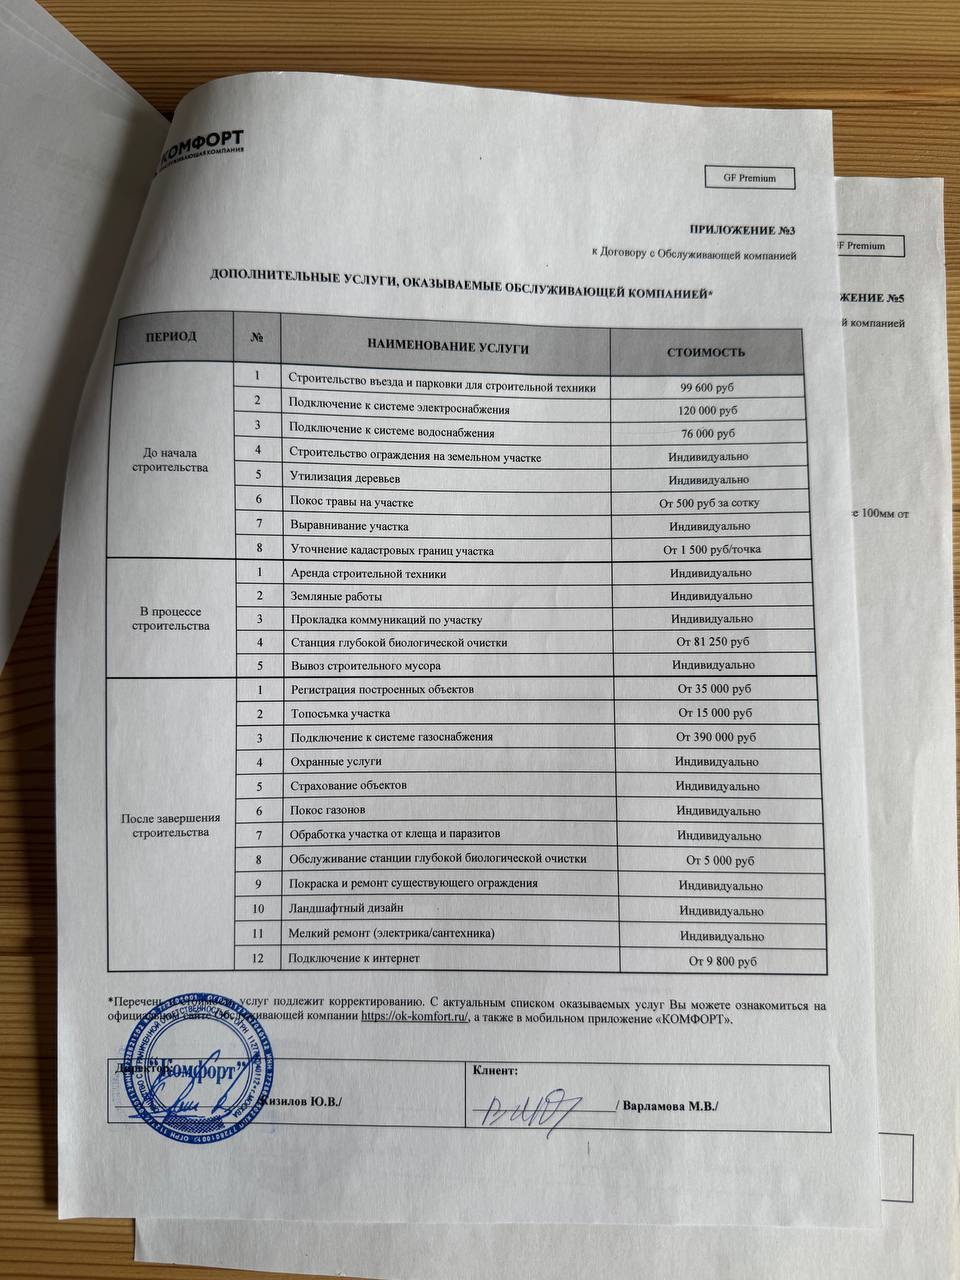 КОМФОРТ
GF Premium
ПРИЛОЖЕНИЕ №3
к Договору с Обслуживающей компанией
ДОПОЛНИТЕЛЬНЫЕ УСЛУГИ, ОКАЗЫВАЕМЫЕ ОБСЛУЖИВАЮЩЕЙ КОМПАНИЕЙ*
ПЕРИОД № НАИМЕНОВАНИЕ УСЛУГИ СТОИМОСТЬ
До начала строительства
1 Строительство въезда и парковки для строительной техники 99 600 руб
2 Подключение к системе электроснабжения 120 000 руб
3 Подключение к системе водоснабжения 76 000 руб
4 Строительство ограждения на земельном участке Индивидуально
5 Утилизация деревьев Индивидуально
6 Покос травы на участке От 500 руб за сотку
7 Выравнивание участка Индивидуально
8 Уточнение кадастровых границ участка От 1 500 руб/точка
В процессе строительства
1 Аренда строительной техники Индивидуально
2 Земляные работы Индивидуально
3 Прокладка коммуникаций по участку Индивидуально
4 Станция глубокой биологической очистки От 81 250 руб
5 Вывоз строительного мусора Индивидуально
После завершения строительства
1 Регистрация построенных объектов От 35 000 руб
2 Топосъмка участка От 15 000 руб
3 Подключение к системе газоснабжения От 390 000 руб
4 Охранные услуги Индивидуально
5 Страхование объектов Индивидуально
6 Покос газонов Индивидуально
7 Обработка участка от клеща и паразитов Индивидуально
8 Обслуживание станции глубокой биологической очистки От 5 000 руб
9 Покраска и ремонт существующего ограждения Индивидуально
10 Ландшафтный дизайн Индивидуально
11 Мелкий ремонт (электрика/сантехника) Индивидуально
12 Подключение к интернет От 9 800 руб
*Перечень и стоимость услуг подлежит корректированию. С актуальным списком оказываемых услуг Вы можете ознакомиться на
официальном сайте Обслуживающей компании https://ok-komfort.ru/, а также в мобильном приложение «КОМФОРТ».
Директор:
"Комфорт"
Кизилов Ю.В./
Клиент:
/ Варламова М.В./
GF Premium
ЖЕНИЕ №5
й компанией
е 100мм от